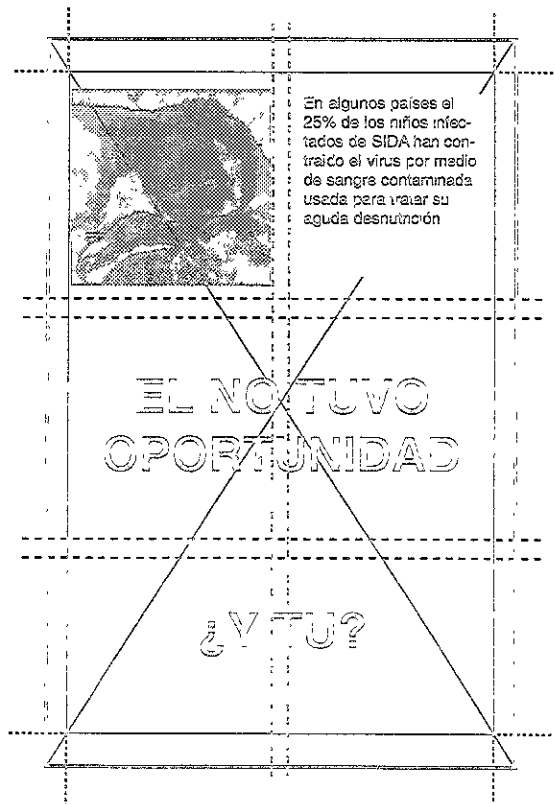 En algunos países el
25% de los niños infec-
tados de SIDA han con-
traido el virus por medio
de sangre contaminada
usada para tratar su
aguda desnutrición
EL NO TUVO
OPORTUNIDAD
¿Y TU?